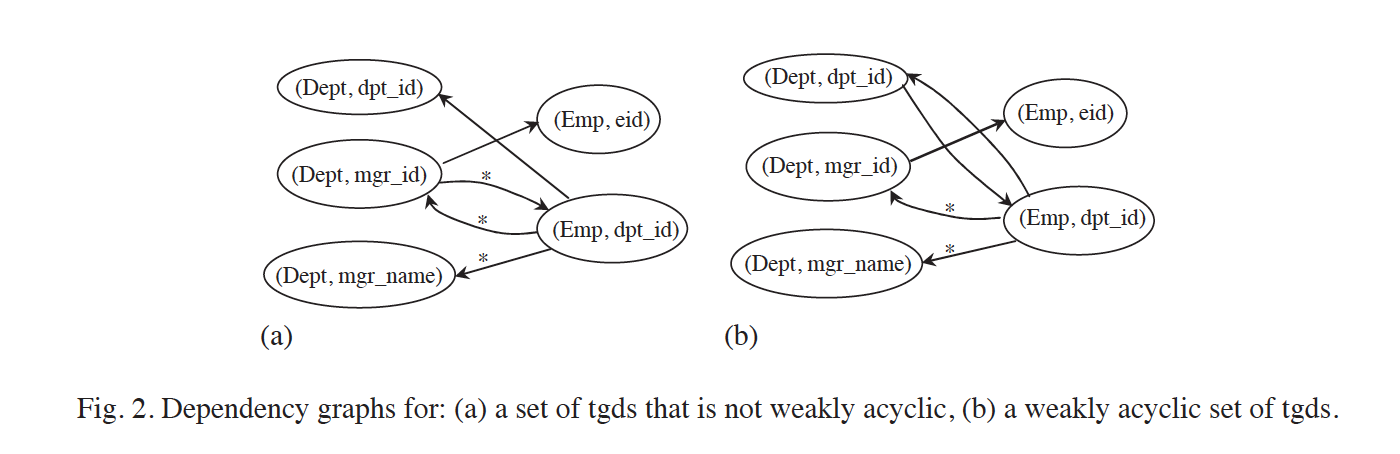 (Dept, dpt_id)
(Emp, eid)
(Dept, mgr_id)
*
*
(Emp, dpt_id)
*
(Dept, mgr_name)
(a)
(Dept, dpt_id)
(Emp, eid)
(Dept, mgr_id)
*
(Emp, dpt_id)
*
(Dept, mgr_name)
(b)
Fig. 2. Dependency graphs for: (a) a set of tgds that is not weakly acyclic, (b) a weakly acyclic set of tgds.